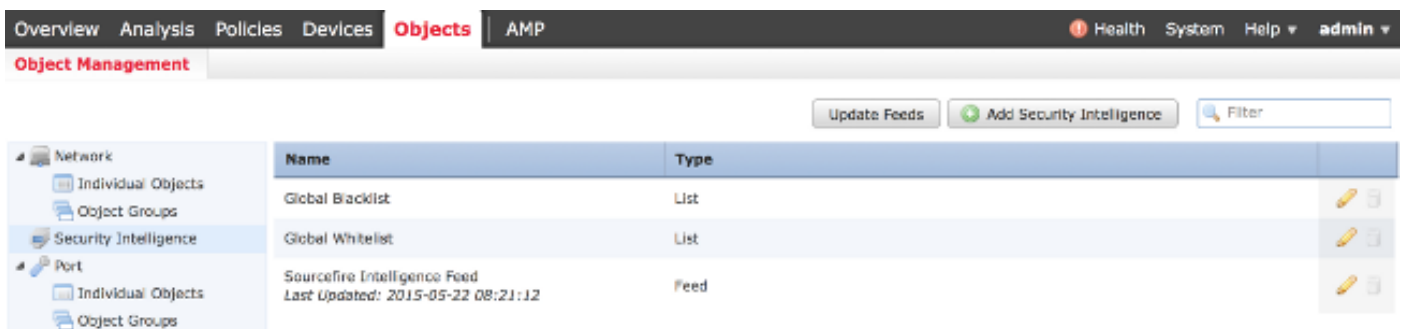 Overview Analysis Policies Devices Objects AMP Health System Help admin
Object Management
Update Feeds Add Security Intelligence Filter
Network
Individual Objects
Object Groups
Security Intelligence
Port
Individual Objects
Object Groups
Name Type
Global Blacklist List
Global Whitelist List
Sourcefire Intelligence Feed Feed
Last Updated: 2015-05-22 08:21:12